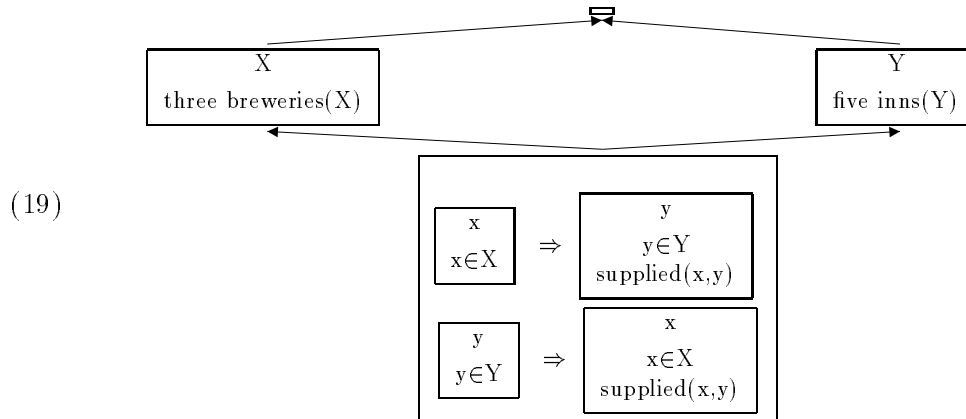 X
three breweries(X)
Y
five inns(Y)
(19)
x
x∈X
⇒
y
y∈Y
supplied(x,y)
y
y∈Y
⇒
x
x∈X
supplied(x,y)